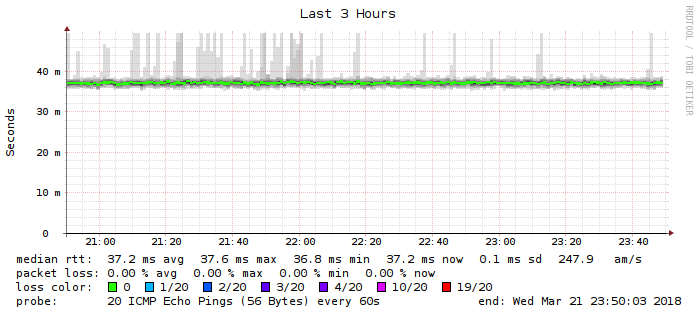 Last 3 Hours
RRDTOOL / TOBI OETIKER
Seconds
40 m
30 m
20 m
10 m
0
21:00 21:20 21:40 22:00 22:20 22:40 23:00 23:20 23:40
median rtt: 37.2 ms avg 37.6 ms max 36.8 ms min 37.2 ms now 0.1 ms sd 247.9 am/s
packet loss: 0.00 % avg 0.00 % max 0.00 % min 0.00 % now
loss color: 0 1/20 2/20 3/20 4/20 10/20 19/20
probe: 20 ICMP Echo Pings (56 Bytes) every 60s end: Wed Mar 21 23:50:03 2018